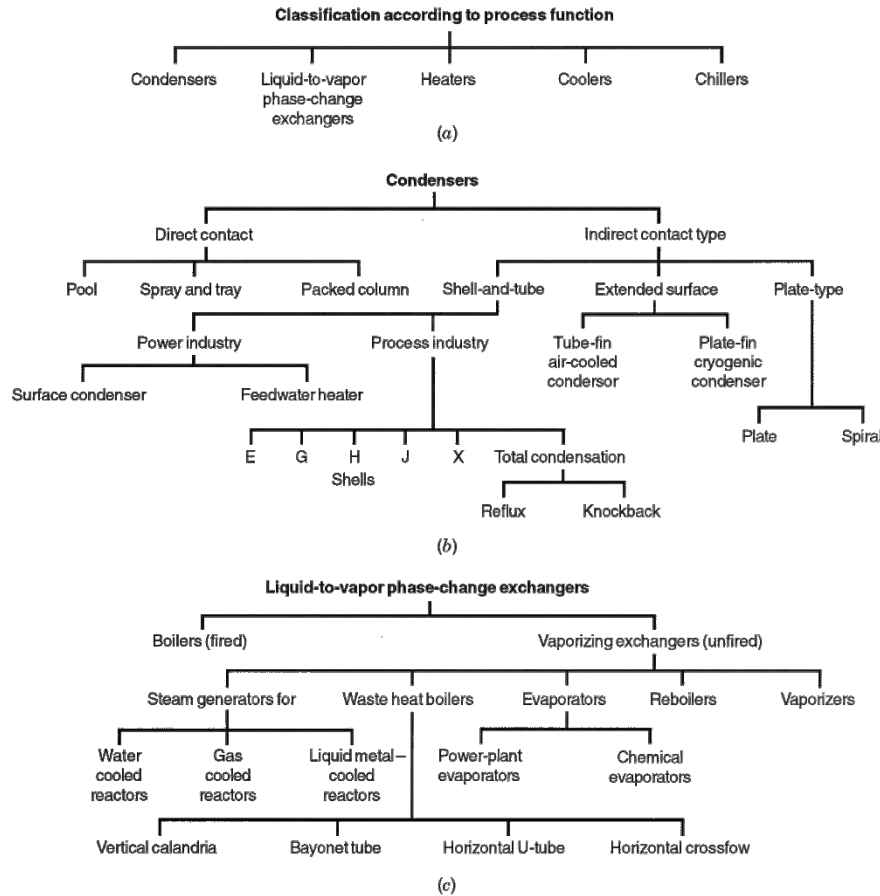 Classification according to process function
Condensers Liquid-to-vapor Heaters Coolers Chillers
phase-change
exchangers
(a)
Condensers
Direct contact Indirect contact type
Pool Spray and tray Packed column Shell-and-tube Extended surface Plate-type
Power industry Process industry Tube-fin Plate-fin
air-cooled cryogenic
condersor condenser
Surface condenser Feedwater heater
Plate Spiral
E G H J X Total condensation
Shells
Reflux Knockback
(b)
Liquid-to-vapor phase-change exchangers
Boilers (fired) Vaporizing exchangers (unfired)
Steam generators for Waste heat boilers Evaporators Reboilers Vaporizers
Water Gas Liquid metal– Power-plant Chemical
cooled cooled cooled evaporators evaporators
reactors reactors reactors
Vertical calandria Bayonet tube Horizontal U-tube Horizontal crossfow
(c)